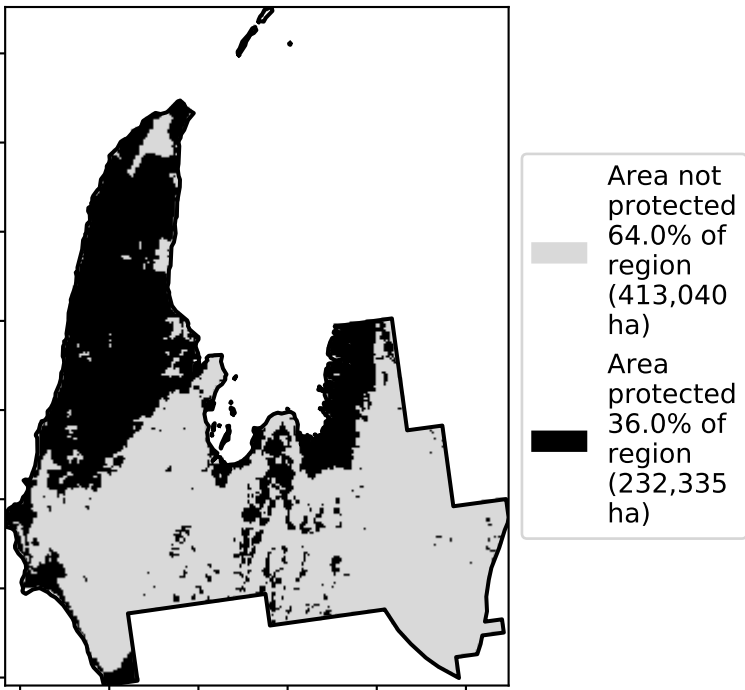 Area not
protected
64.0% of
region
(413,040
ha)
Area
protected
36.0% of
region
(232,335
ha)